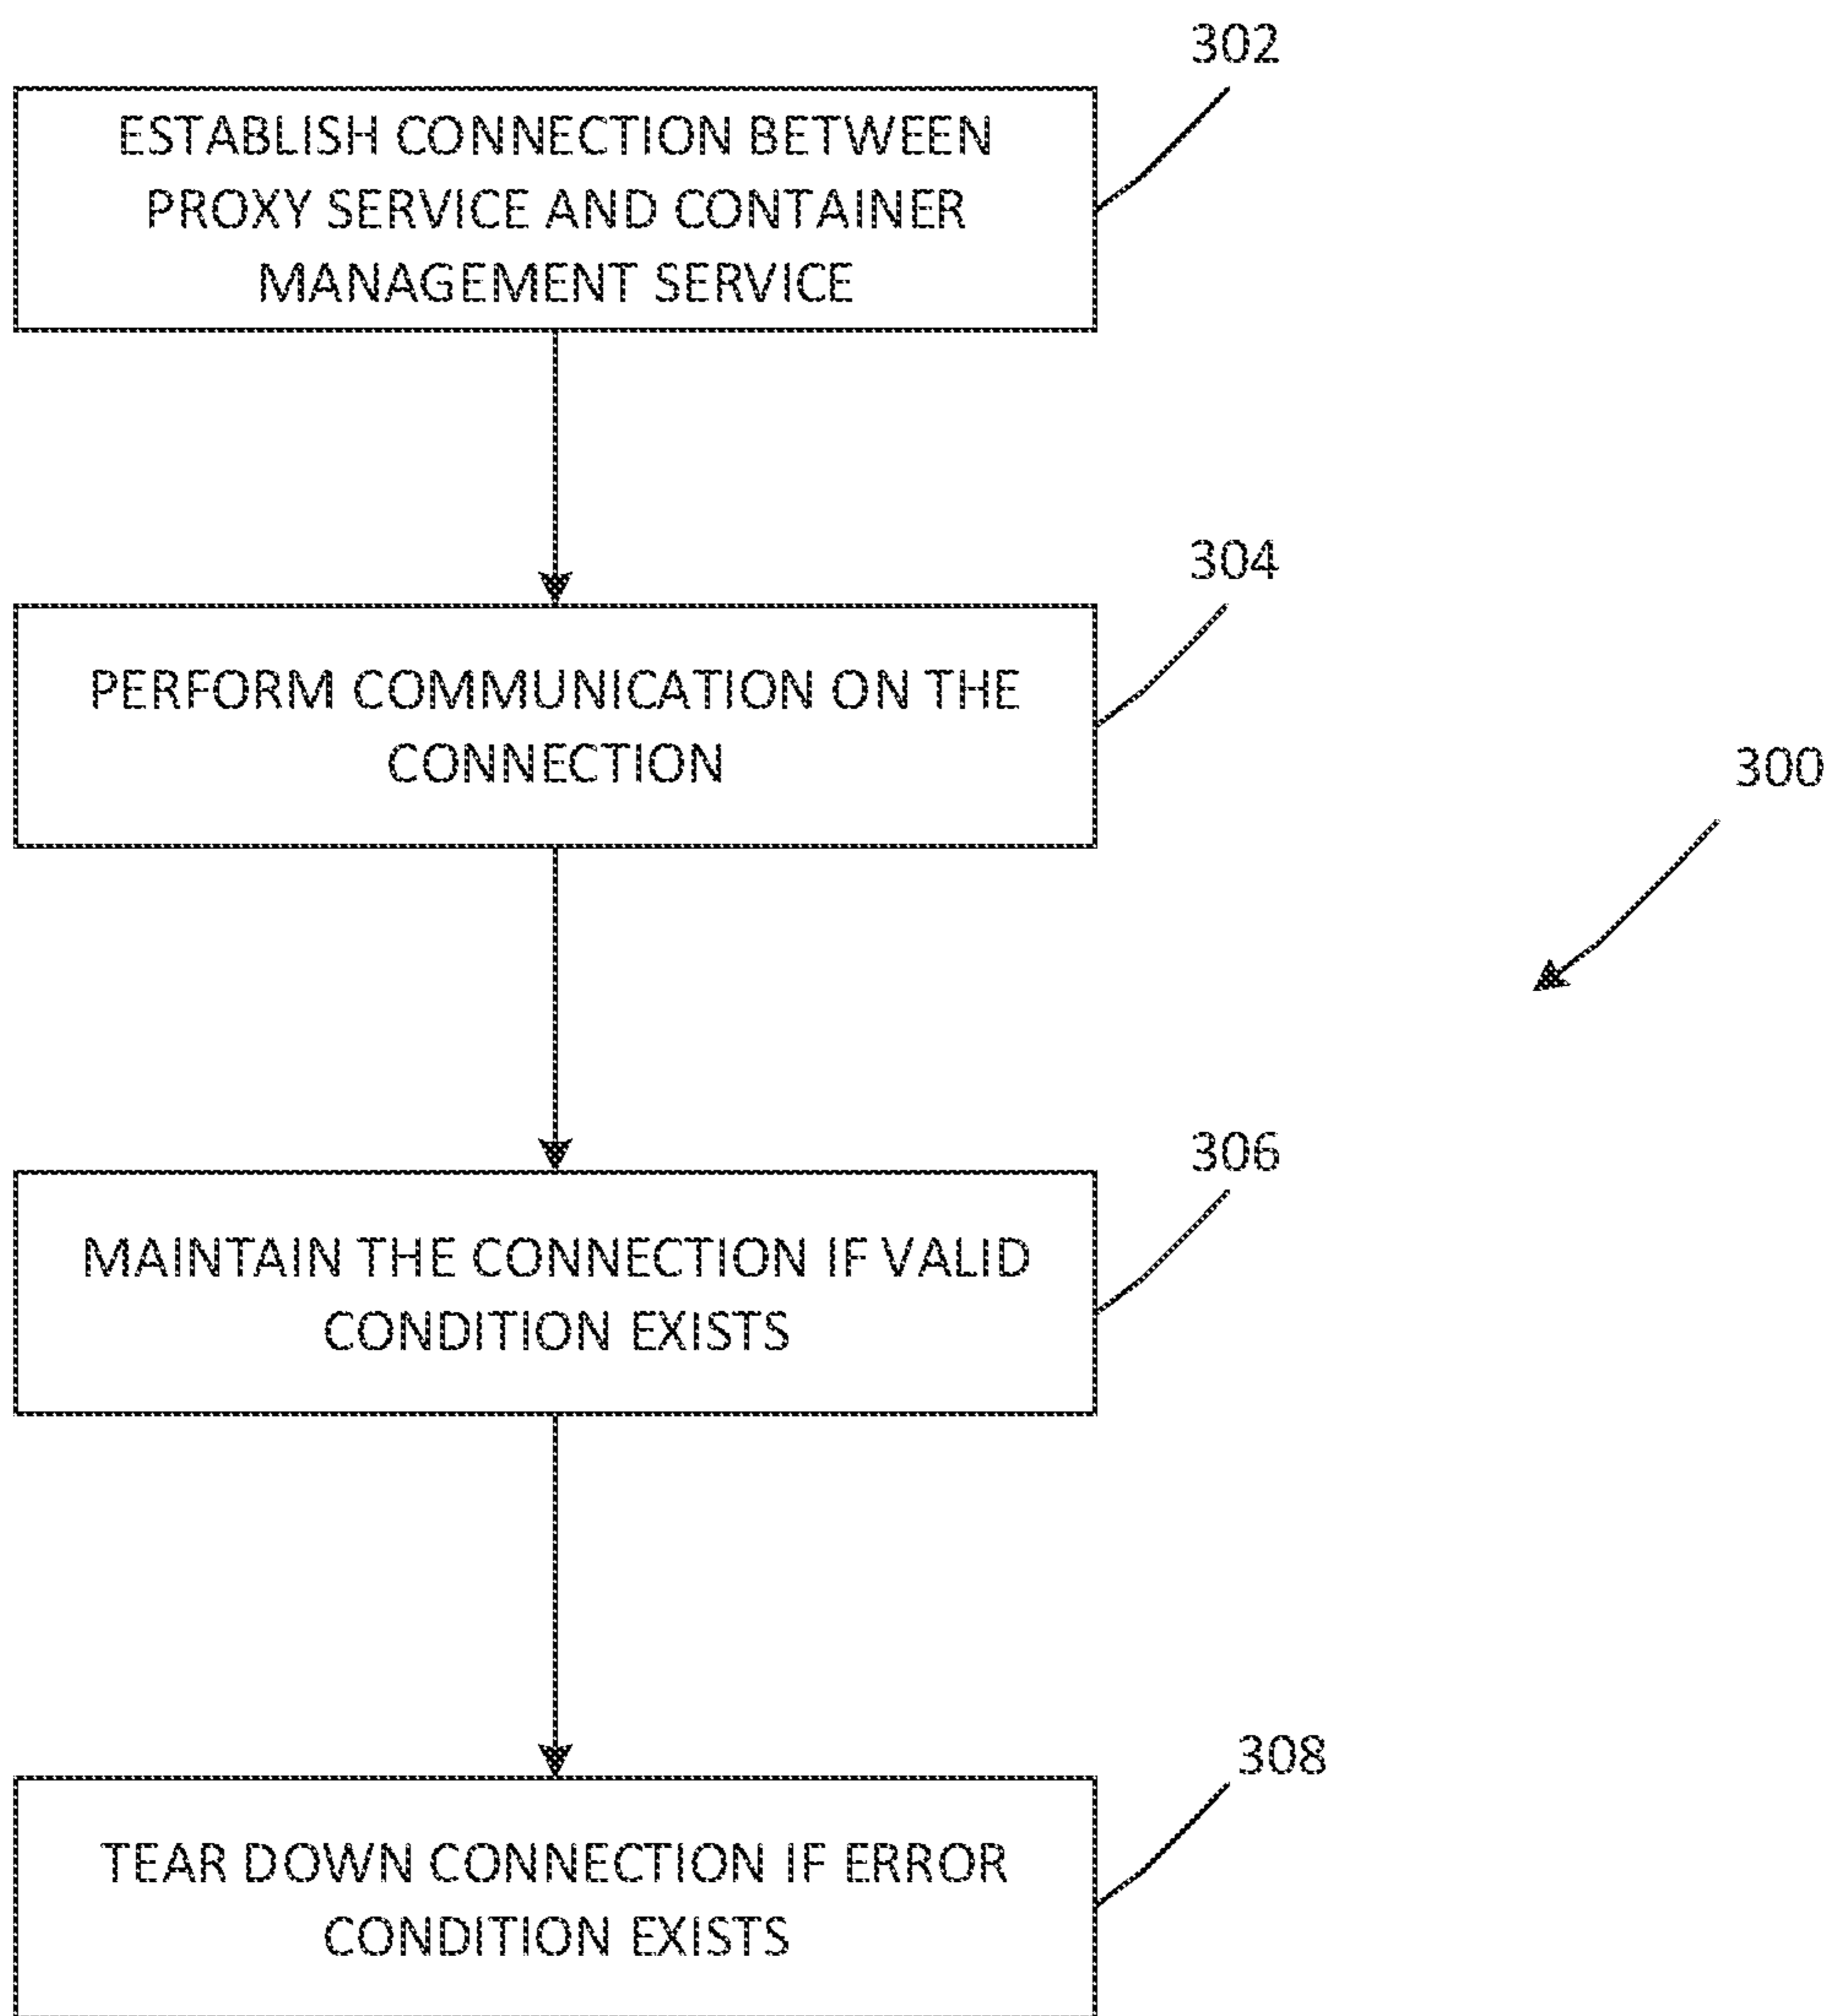 302
ESTABLISH CONNECTION BETWEEN
PROXY SERVICE AND CONTAINER
MANAGEMENT SERVICE
304
PERFORM COMMUNICATION ON THE
CONNECTION
300
306
MAINTAIN THE CONNECTION IF VALID
CONDITION EXISTS
308
TEAR DOWN CONNECTION IF ERROR
CONDITION EXISTS